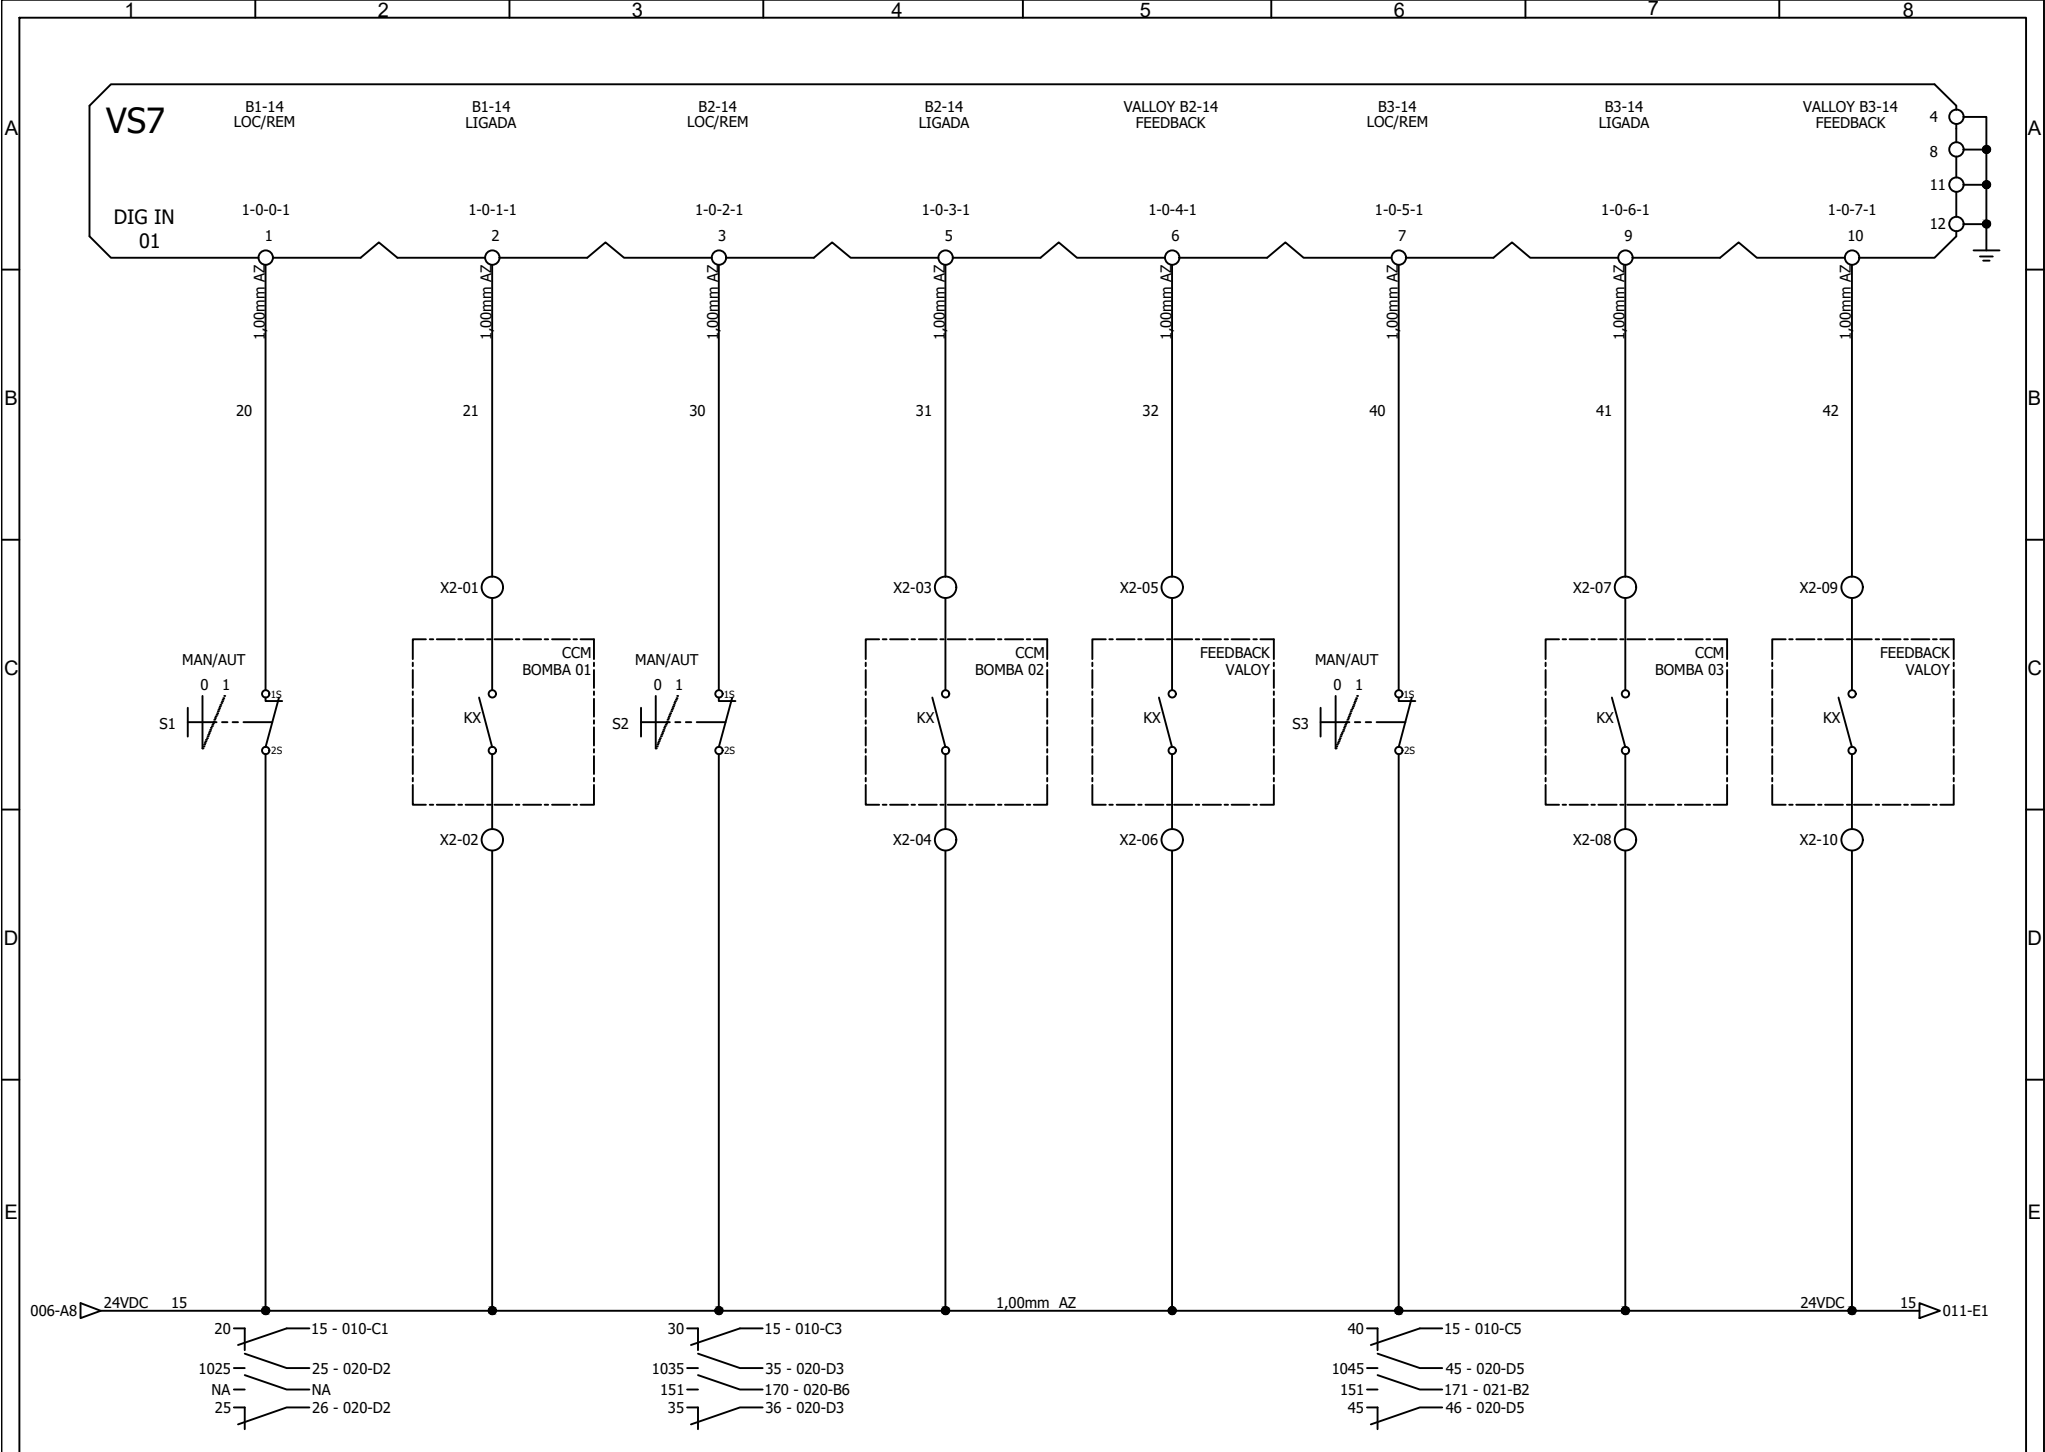 1 2 3 4 5 6 7 8
A A
VS7
B1-14
LOC/REM
B1-14
LIGADA
B2-14
LOC/REM
B2-14
LIGADA
VALLOY B2-14
FEEDBACK
B3-14
LOC/REM
B3-14
LIGADA
VALLOY B3-14
FEEDBACK
4
8
11
12
DIG IN
01
1-0-0-1 1-0-1-1 1-0-2-1 1-0-3-1 1-0-4-1 1-0-5-1 1-0-6-1 1-0-7-1
1 2 3 5 6 7 9 10
1,00mm AZ 1,00mm AZ 1,00mm AZ 1,00mm AZ 1,00mm AZ 1,00mm AZ 1,00mm AZ 1,00mm AZ
B B
20 21 30 31 32 40 41 42
X2-01 X2-03 X2-05 X2-07 X2-09
C C
MAN/AUT
0 1
S1
1S
2S
CCM
BOMBA 01
KX
MAN/AUT
0 1
S2
1S
2S
CCM
BOMBA 02
KX
FEEDBACK
VALOY
KX
MAN/AUT
0 1
S3
1S
2S
CCM
BOMBA 03
KX
FEEDBACK
VALOY
KX
X2-02 X2-04 X2-06 X2-08 X2-10
D D
E E
006-A8 24VDC 15 1,00mm AZ 24VDC 15 011-E1
20 15 - 010-C1
1025 25 - 020-D2
NA NA
25 26 - 020-D2
30 15 - 010-C3
1035 35 - 020-D3
151 170 - 020-B6
35 36 - 020-D3
40 15 - 010-C5
1045 45 - 020-D5
151 171 - 021-B2
45 46 - 020-D5